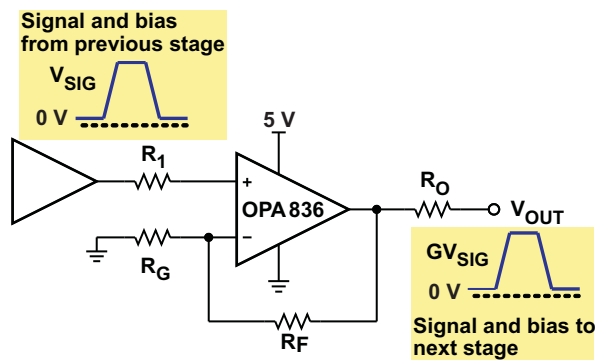 Signal and bias
from previous stage
VSIG
0 V
5 V
R1
+
OPA836
−
RO
VOUT
RG
RF
GVSIG
0 V
Signal and bias to
next stage